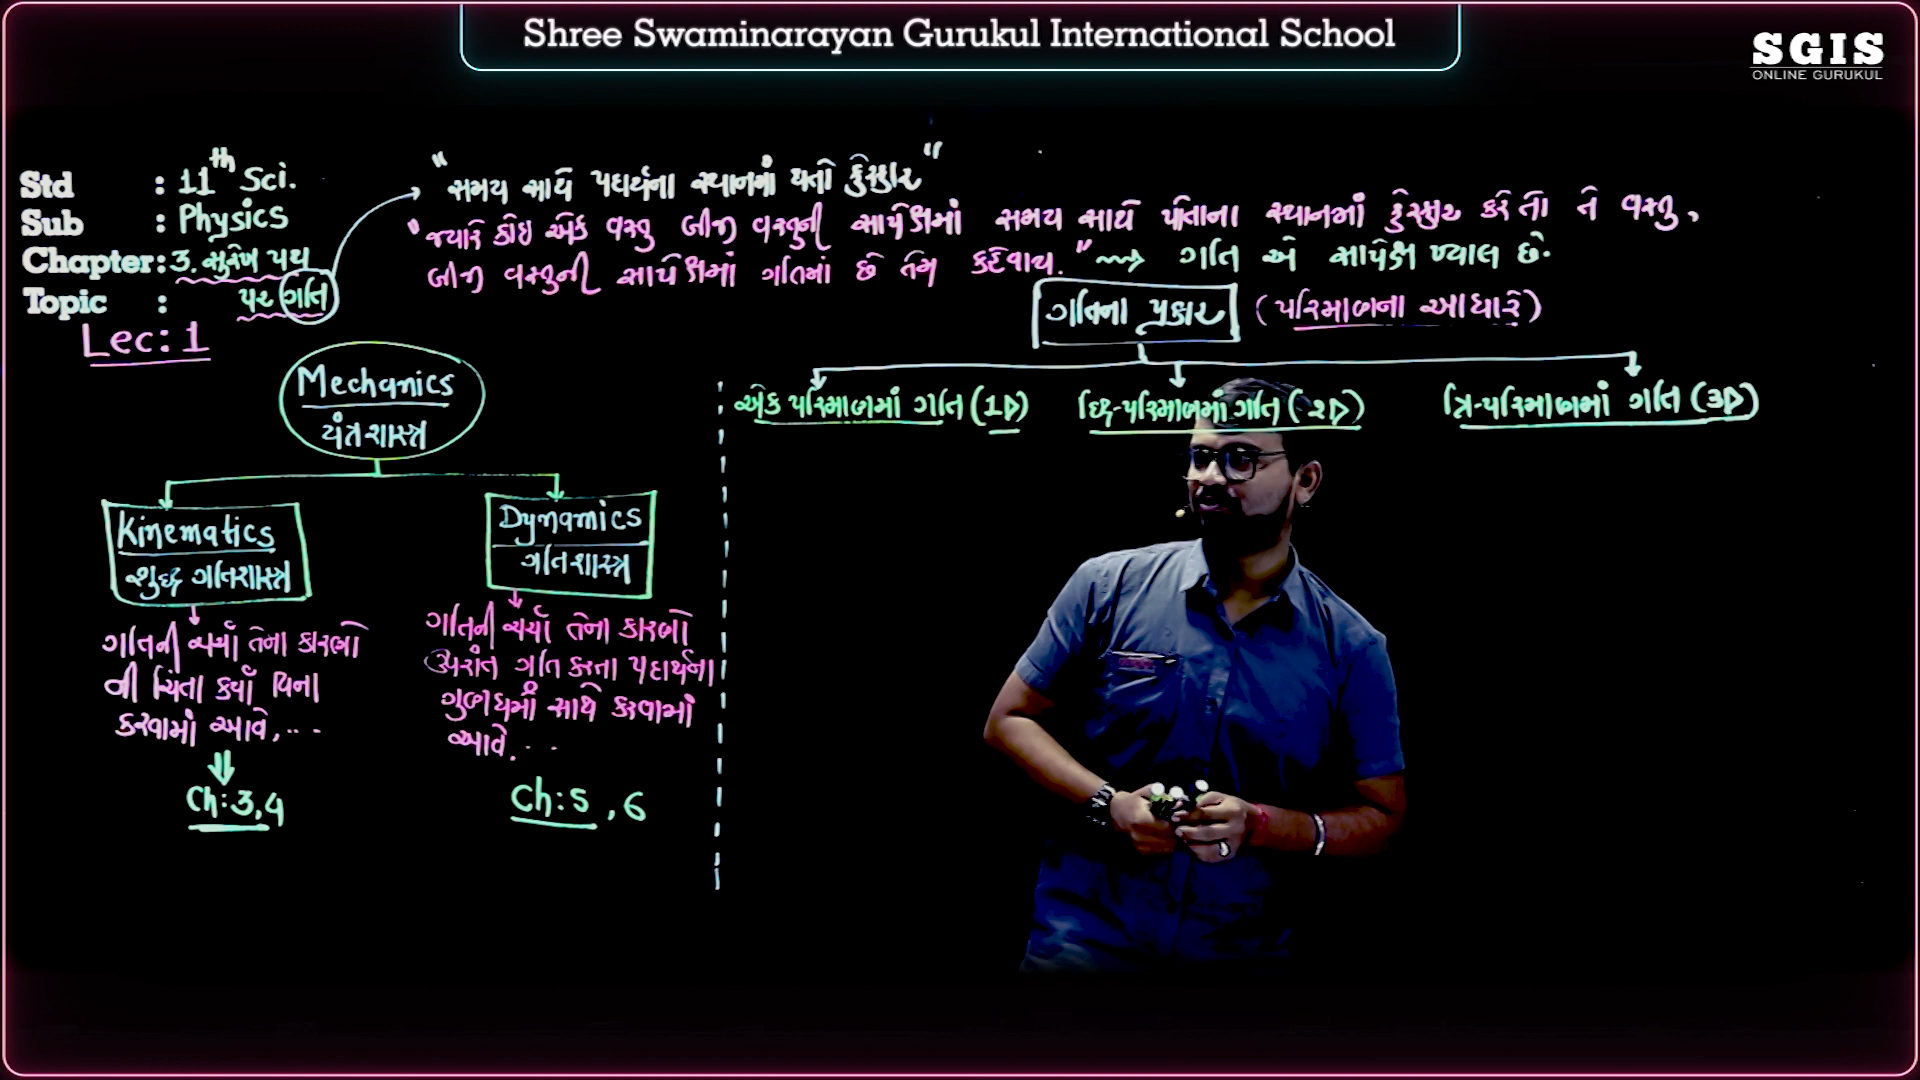 Shree Swaminarayan Gurukul International School
SGIS
ONLINE GURUKUL
Std : 11th Sci.
Sub : Physics
Chapter: 3. સુરેખ પથ
Topic : પર ગતિ
Lec: 1
"સમય સાથે પદાર્થના સ્થાનમાં થતો ફેરફાર"
"જ્યારે કોઇ એક વસ્તુ બીજી વસ્તુની સાપેક્ષમાં સમય સાથે પોતાના સ્થાનમાં ફેરફાર કરે તો તે વસ્તુ,
બીજી વસ્તુની સાપેક્ષમાં ગતિમાં છે તેમ કહેવાય." ગતિ એ સાપેક્ષ ખ્યાલ છે.
ગતિના પ્રકાર (પરિમાણના આધારે)
એક પરિમાણમાં ગતિ (1D) દ્વિ-પરિમાણમાં ગતિ (2D) ત્રિ-પરિમાણમાં ગતિ (3D)
Mechanics
યંત્રશાસ્ત્ર
Kinematics
શુદ્ધ ગતિશાસ્ત્ર
ગતિની ચર્ચા તેના કારણો
ની ચિંતા કર્યા વિના
કરવામાં આવે,...
Ch:3,4
Dynamics
ગતિશાસ્ત્ર
ગતિની ચર્ચા તેના કારણો
ઉપરાંત ગતિ કરતા પદાર્થના
ગુણધર્મો સાથે કરવામાં
આવે. . .
Ch:5 ,6